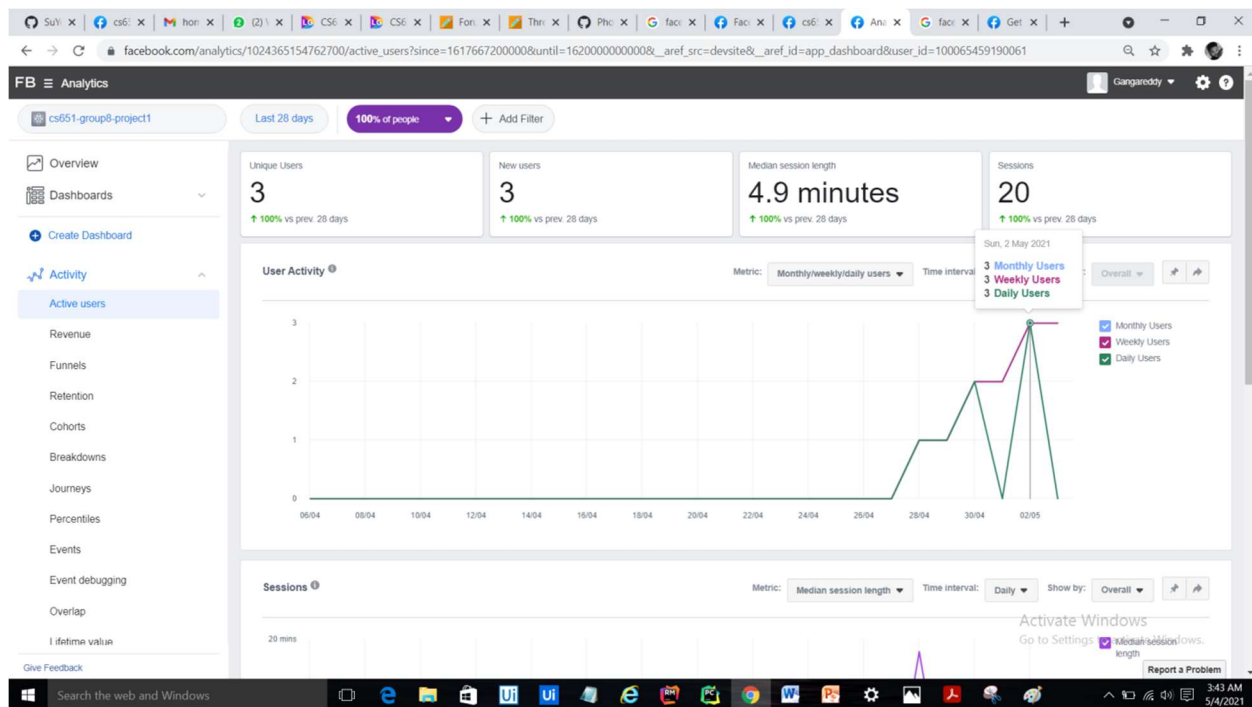 SuY
cs65
hom
(2) \
CS6
CS6
Foru
Thre
Pho
face
Face
cs65
Ana
face
Get
facebook.com/analytics/1024365154762700/active_users?since=1617667200000&until=1620000000000&__aref_src=devsite&__aref_id=app_dashboard&user_id=100065459190061
FB Analytics
Gangareddy
cs651-group8-project1
Last 28 days
100% of people
+ Add Filter
Overview
Dashboards
Create Dashboard
Activity
Active users
Revenue
Funnels
Retention
Cohorts
Breakdowns
Journeys
Percentiles
Events
Event debugging
Overlap
Lifetime value
Give Feedback
Unique Users
3
↑ 100% vs prev. 28 days
New users
3
↑ 100% vs prev. 28 days
Median session length
4.9 minutes
↑ 100% vs prev. 28 days
Sessions
20
↑ 100% vs prev. 28 days
User Activity
Metric: Monthly/weekly/daily users
Time interval
Overall
Sun, 2 May 2021
3 Monthly Users
3 Weekly Users
3 Daily Users
3
2
1
0
06/04 08/04 10/04 12/04 14/04 16/04 18/04 20/04 22/04 24/04 26/04 28/04 30/04 02/05
Monthly Users
Weekly Users
Daily Users
Sessions
Metric: Median session length
Time interval: Daily
Show by: Overall
20 mins
Median session
length
Activate Windows
Go to Settings to activate Windows.
Report a Problem
Search the web and Windows
3:43 AM
5/4/2021